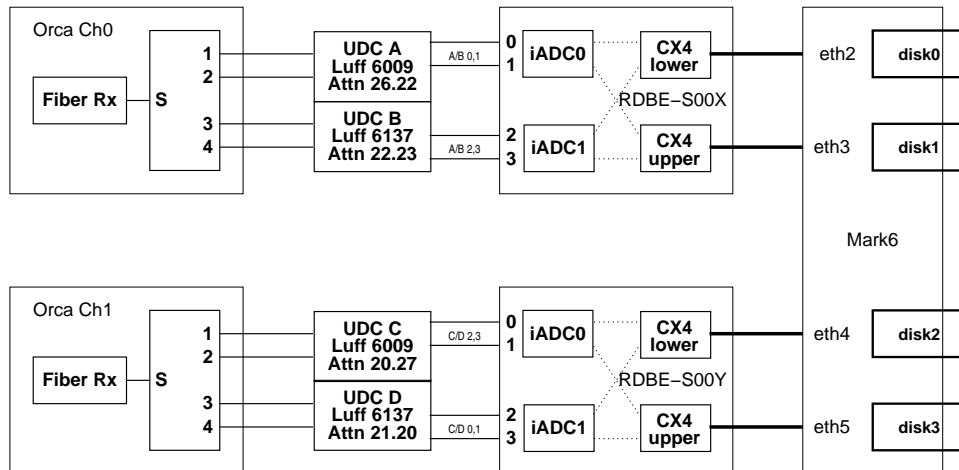 Orca Ch0
Fiber Rx
S
1
2
3
4
UDC A
Luff 6009
Attn 26.22
UDC B
Luff 6137
Attn 22.23
A/B 0,1
A/B 2,3
0
1
2
3
iADC0
iADC1
CX4
lower
RDBE−S00X
CX4
upper
eth2
eth3
disk0
disk1
Mark6
Orca Ch1
Fiber Rx
S
1
2
3
4
UDC C
Luff 6009
Attn 20.27
UDC D
Luff 6137
Attn 21.20
C/D 2,3
C/D 0,1
0
1
2
3
iADC0
iADC1
CX4
lower
RDBE−S00Y
CX4
upper
eth4
eth5
disk2
disk3